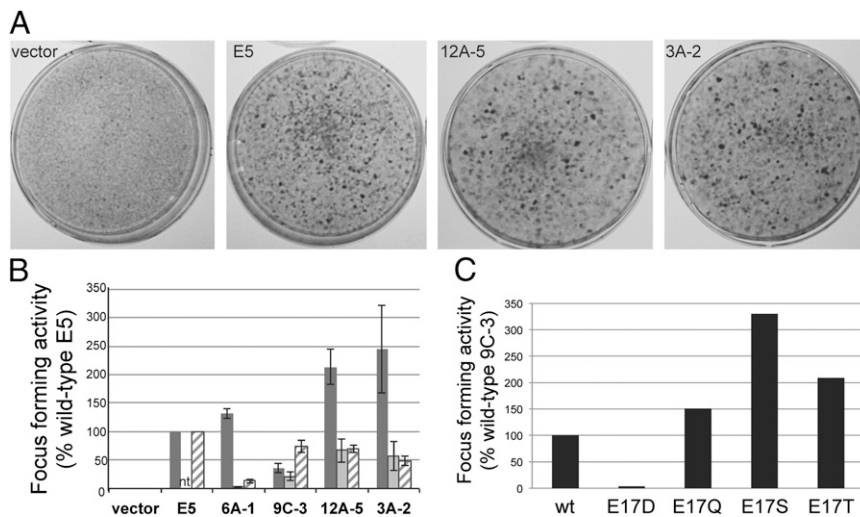 A
vector
E5
12A-5
3A-2
B
Focus forming activity
(% wild-type E5)
350
300
250
200
150
100
50
0
nt
vector E5 6A-1 9C-3 12A-5 3A-2
C
Focus forming activity
(% wild-type 9C-3)
350
300
250
200
150
100
50
0
wt E17D E17Q E17S E17T